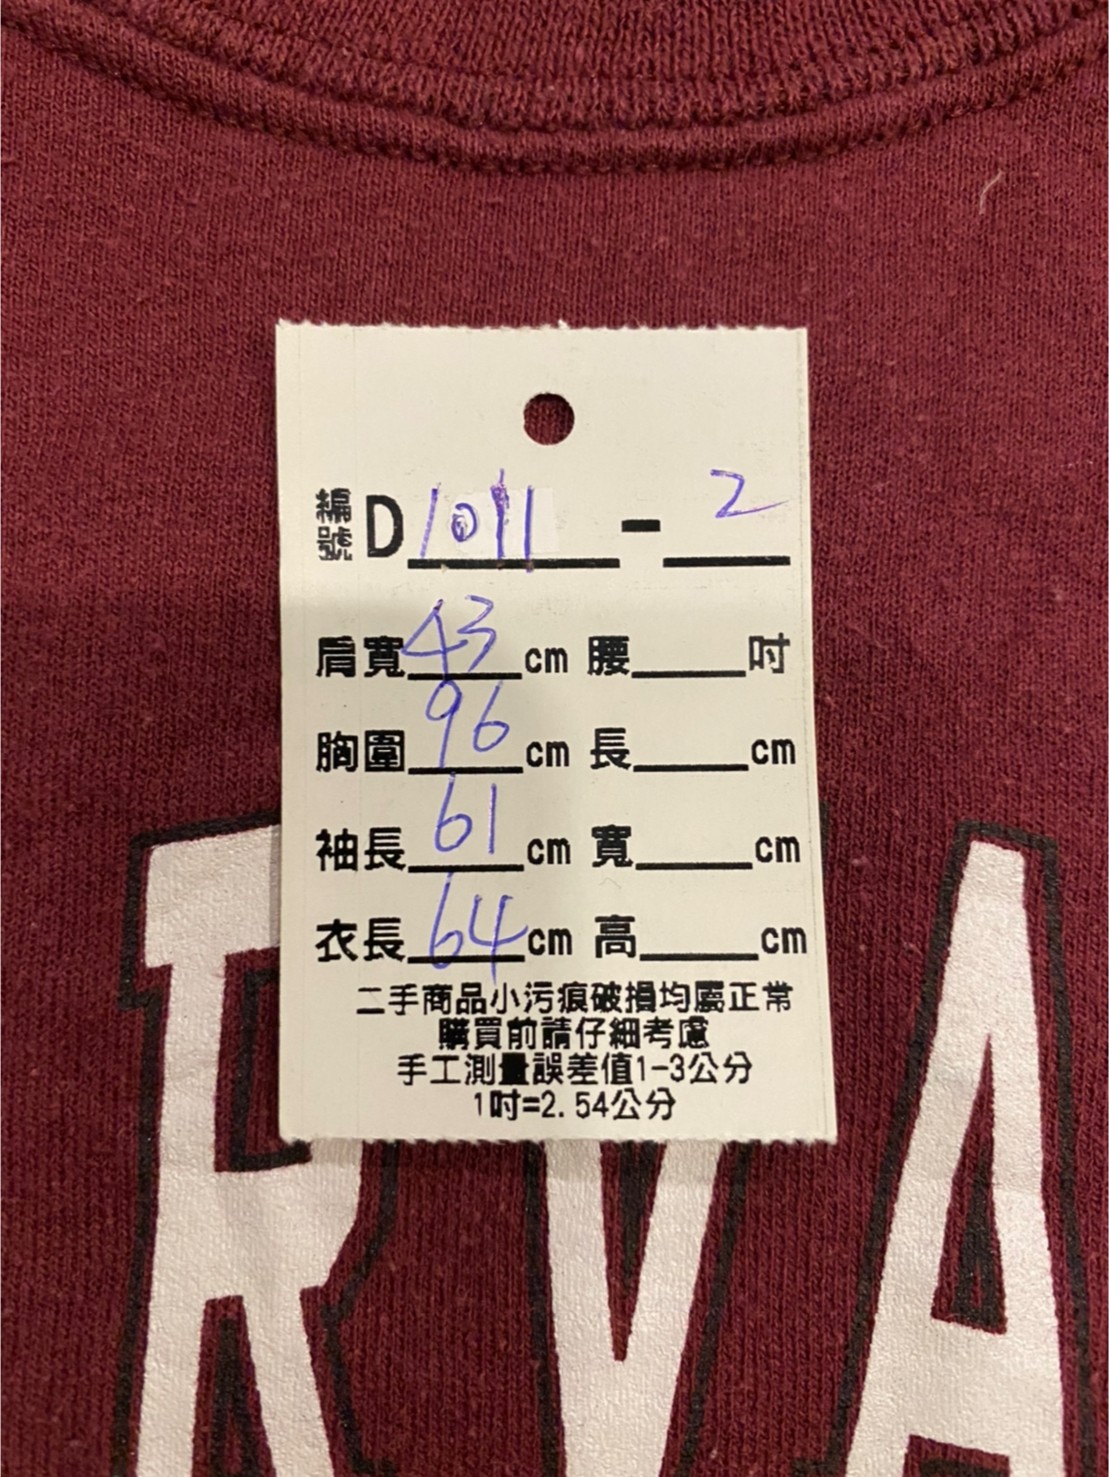 編號 D 1011 - 2
肩寬 43 cm 腰 吋
胸圍 96 cm 長 cm
袖長 61 cm 寬 cm
衣長 64 cm 高 cm
二手商品小污痕破損均屬正常
購買前請仔細考慮
手工測量誤差值1-3公分
1吋=2.54公分
RVA